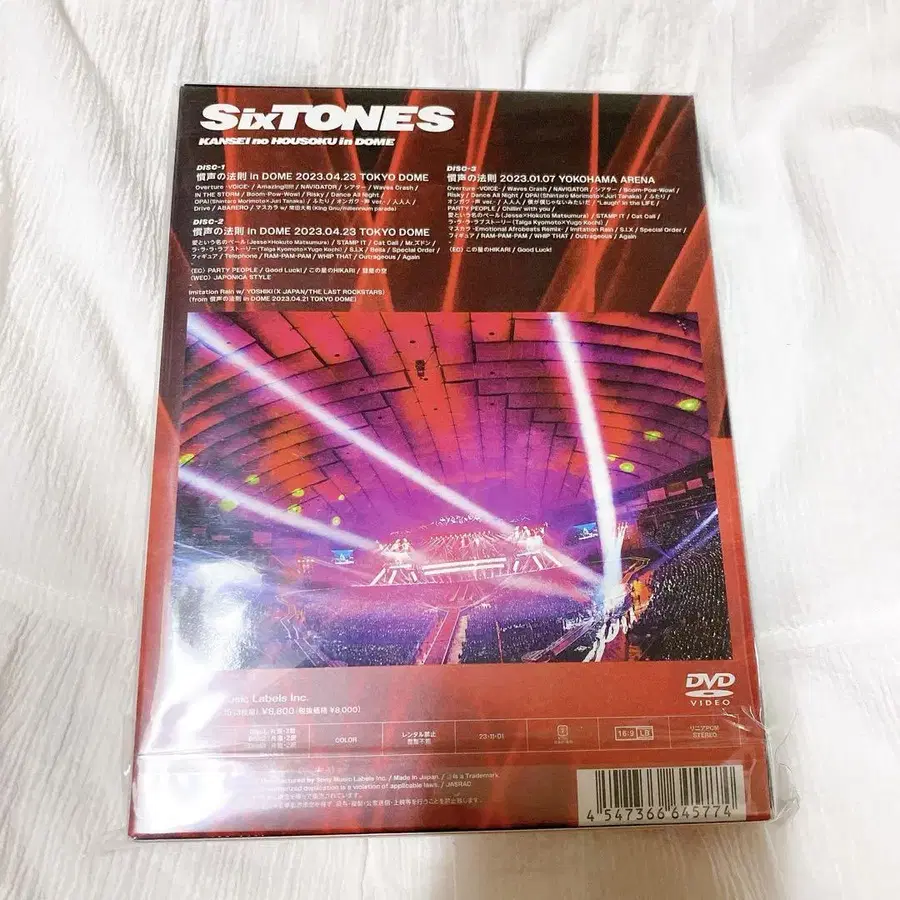 SixTONES
KANSEI no HOUSOKU in DOME
DISC-1
慣声の法則 in DOME 2023.04.23 TOKYO DOME
Overture -VOICE- / Amazing!!!!!! / NAVIGATOR / シアター / Waves Crash /
IN THE STORM / Boom-Pow-Wow! / Risky / Dance All Night /
OPA!(Shintaro Morimoto×Juri Tanaka) / ふたり / オンガク - 声 ver.- / 人人人 /
Drive / ABARERO / マスカラ w/ 常田大希(King Gnu/millennium parade)
DISC-2
慣声の法則 in DOME 2023.04.23 TOKYO DOME
愛という名のベール(Jesse×Hokuto Matsumura) / STAMP IT / Cat Call / Mr.ズドン /
ラ・ラ・ラ・ラブストーリー(Taiga Kyomoto×Yugo Kochi) / S.I.X / Bella / Special Order /
フィギュア / Telephone / RAM-PAM-PAM / WHIP THAT / Outrageous / Again
(EC) PARTY PEOPLE / Good Luck! / この星のHIKARI /
(WEC) JAPONICA STYLE
Imitation Rain w/ YOSHIKI(X JAPAN/THE LAST ROCKSTARS)
(from 慣声の法則 in DOME 2023.04.21 TOKYO DOME)
DISC-3
慣声の法則 2023.01.07 YOKOHAMA ARENA
Overture -VOICE- / Waves Crash / NAVIGATOR / シアター / Boom-Pow-Wow! /
Risky / Dance All Night / OPA!(Shintaro Morimoto×Juri Tanaka) / ふたり /
オンガク - 声 ver.- / 人人人 / 僕が僕じゃないみたいだ / "Laugh" in the LIFE /
PARTY PEOPLE / Chillin' with you /
愛という名のベール(Jesse×Hokuto Matsumura) / STAMP IT / Cat Call /
ラ・ラ・ラ・ラブストーリー(Taiga Kyomoto×Yugo Kochi) /
マスカラ -Emotional Afrobeats Remix- / Imitation Rain / S.I.X / Special Order /
フィギュア / RAM-PAM-PAM / WHIP THAT / Outrageous / Again
(EC) この星のHIKARI / Good Luck!
Music Labels Inc.
¥8,800(税抜価格 ¥8,000)
DVD
VIDEO
COLOR
レンタル禁止
複製不能
23・11・01
16:9 LB
リニアPCM
STEREO
factured by Sony Music Labels Inc. / Made in Japan. / is a Trademark.
authorized duplication is a violation of applicable laws. / JASRAC
4 547366 645774